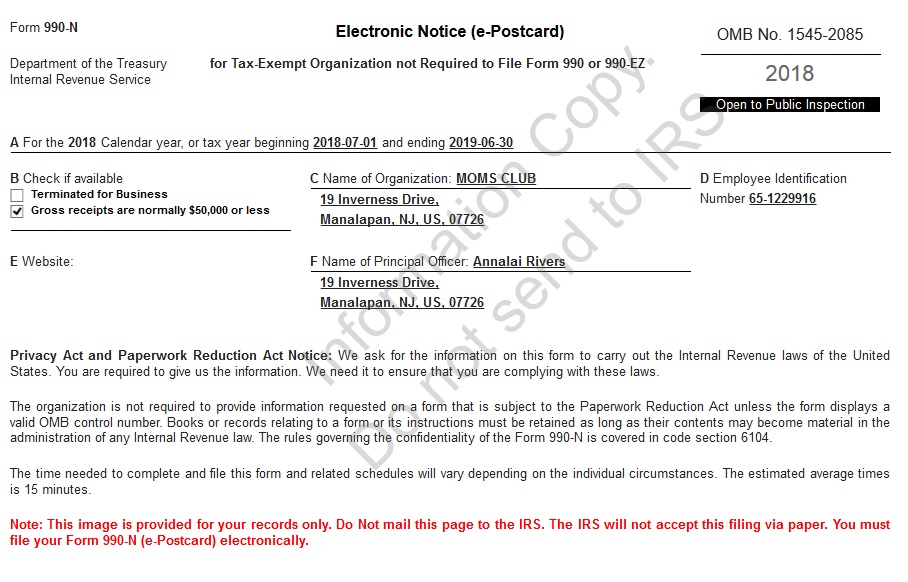 Form 990-N
Electronic Notice (e-Postcard)
OMB No. 1545-2085
Department of the Treasury
Internal Revenue Service
for Tax-Exempt Organization not Required to File Form 990 or 990-EZ
2018
Open to Public Inspection
A For the 2018 Calendar year, or tax year beginning 2018-07-01 and ending 2019-06-30
B Check if available
Terminated for Business
Gross receipts are normally $50,000 or less
C Name of Organization: MOMS CLUB
19 Inverness Drive,
Manalapan, NJ, US, 07726
D Employee Identification
Number 65-1229916
E Website:
F Name of Principal Officer: Annalai Rivers
19 Inverness Drive,
Manalapan, NJ, US, 07726
Privacy Act and Paperwork Reduction Act Notice: We ask for the information on this form to carry out the Internal Revenue laws of the United
States. You are required to give us the information. We need it to ensure that you are complying with these laws.
The organization is not required to provide information requested on a form that is subject to the Paperwork Reduction Act unless the form displays a
valid OMB control number. Books or records relating to a form or its instructions must be retained as long as their contents may become material in the
administration of any Internal Revenue law. The rules governing the confidentiality of the Form 990-N is covered in code section 6104.
The time needed to complete and file this form and related schedules will vary depending on the individual circumstances. The estimated average times
is 15 minutes.
Note: This image is provided for your records only. Do Not mail this page to the IRS. The IRS will not accept this filing via paper. You must
file your Form 990-N (e-Postcard) electronically.
Information Copy.
Do not send to IRS